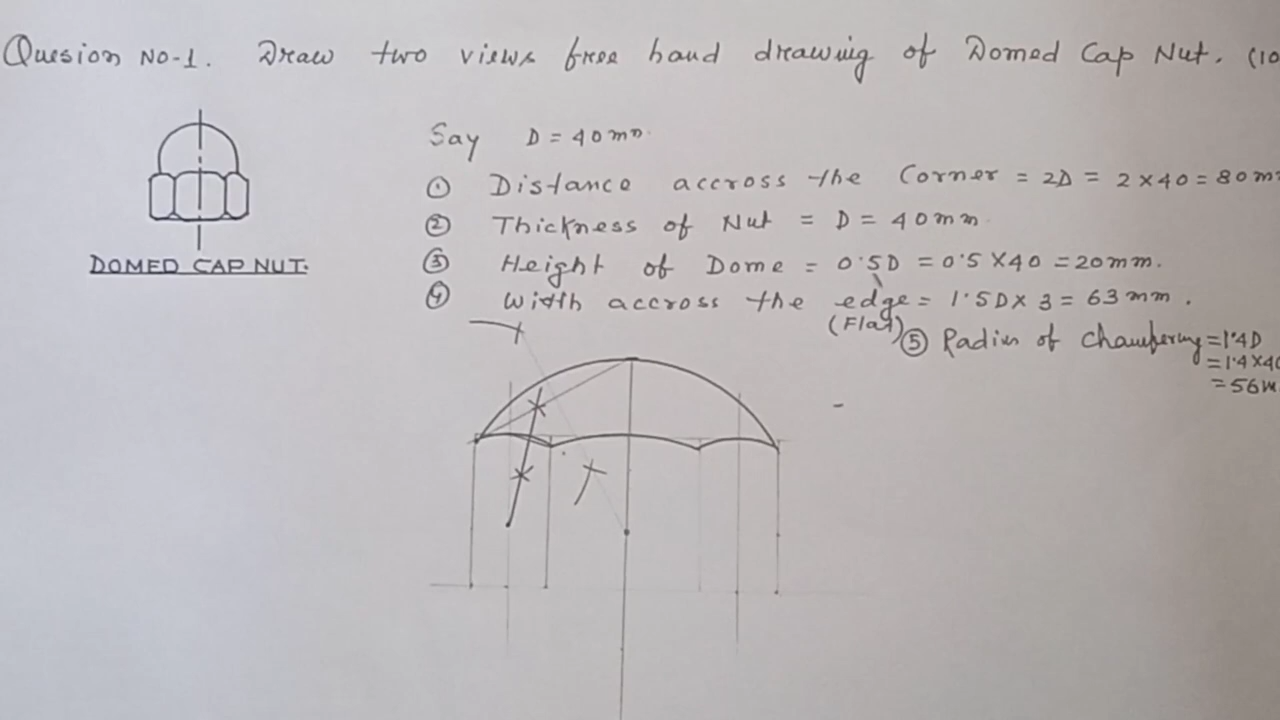 Quesion NO-1. Draw two views free hand drawing of Domed Cap Nut. (10
DOMED CAP NUT.
Say D = 40mm.
① Distance accross the Corner = 2D = 2 × 40 = 80m
② Thickness of Nut = D = 40mm
③ Height of Dome = 0.5D = 0.5 × 40 = 20mm.
④ Width accross the edge = 1.5D × 3 = 63mm.
(Flat)
⑤ Radius of Chamfering = 1.4D
= 1.4 × 40
= 56m